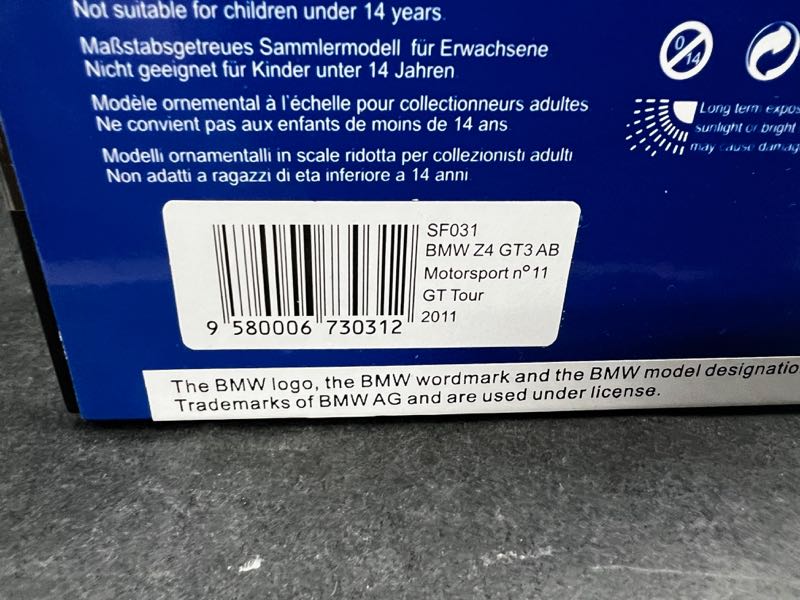 Not suitable for children under 14 years.
Maßstabsgetreues Sammlermodell für Erwachsene
Nicht geeignet für Kinder unter 14 Jahren
Modèle ornemental à l'échelle pour collectionneurs adultes
Ne convient pas aux enfants de moins de 14 ans
Modelli ornamentalli in scale ridotta per collezionisti adulti
Non adatti a ragazzi di eta inferiore a 14 anni
0
14
Long term
sunlight or bright
may cause
SF031
BMW Z4 GT3 AB
Motorsport n°11
GT Tour
2011
9 580006 730312
The BMW logo, the BMW wordmark and the BMW model
Trademarks of BMW AG and are used under license.